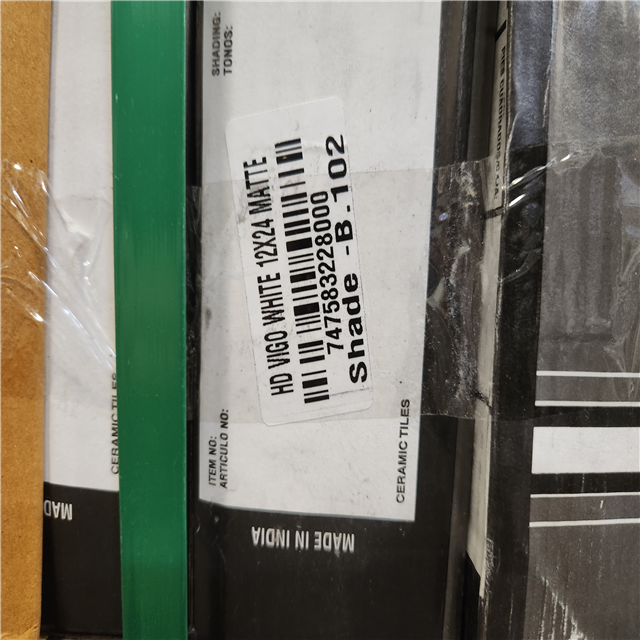 SHADING:
TONOS:
HD VIGO WHITE 12X24 MATTE
747583228000
Shade -B.102
ITEM NO:
ARTICULO NO:
CERAMIC TILES
MADE IN INDIA
CERAMIC TILES
MAD